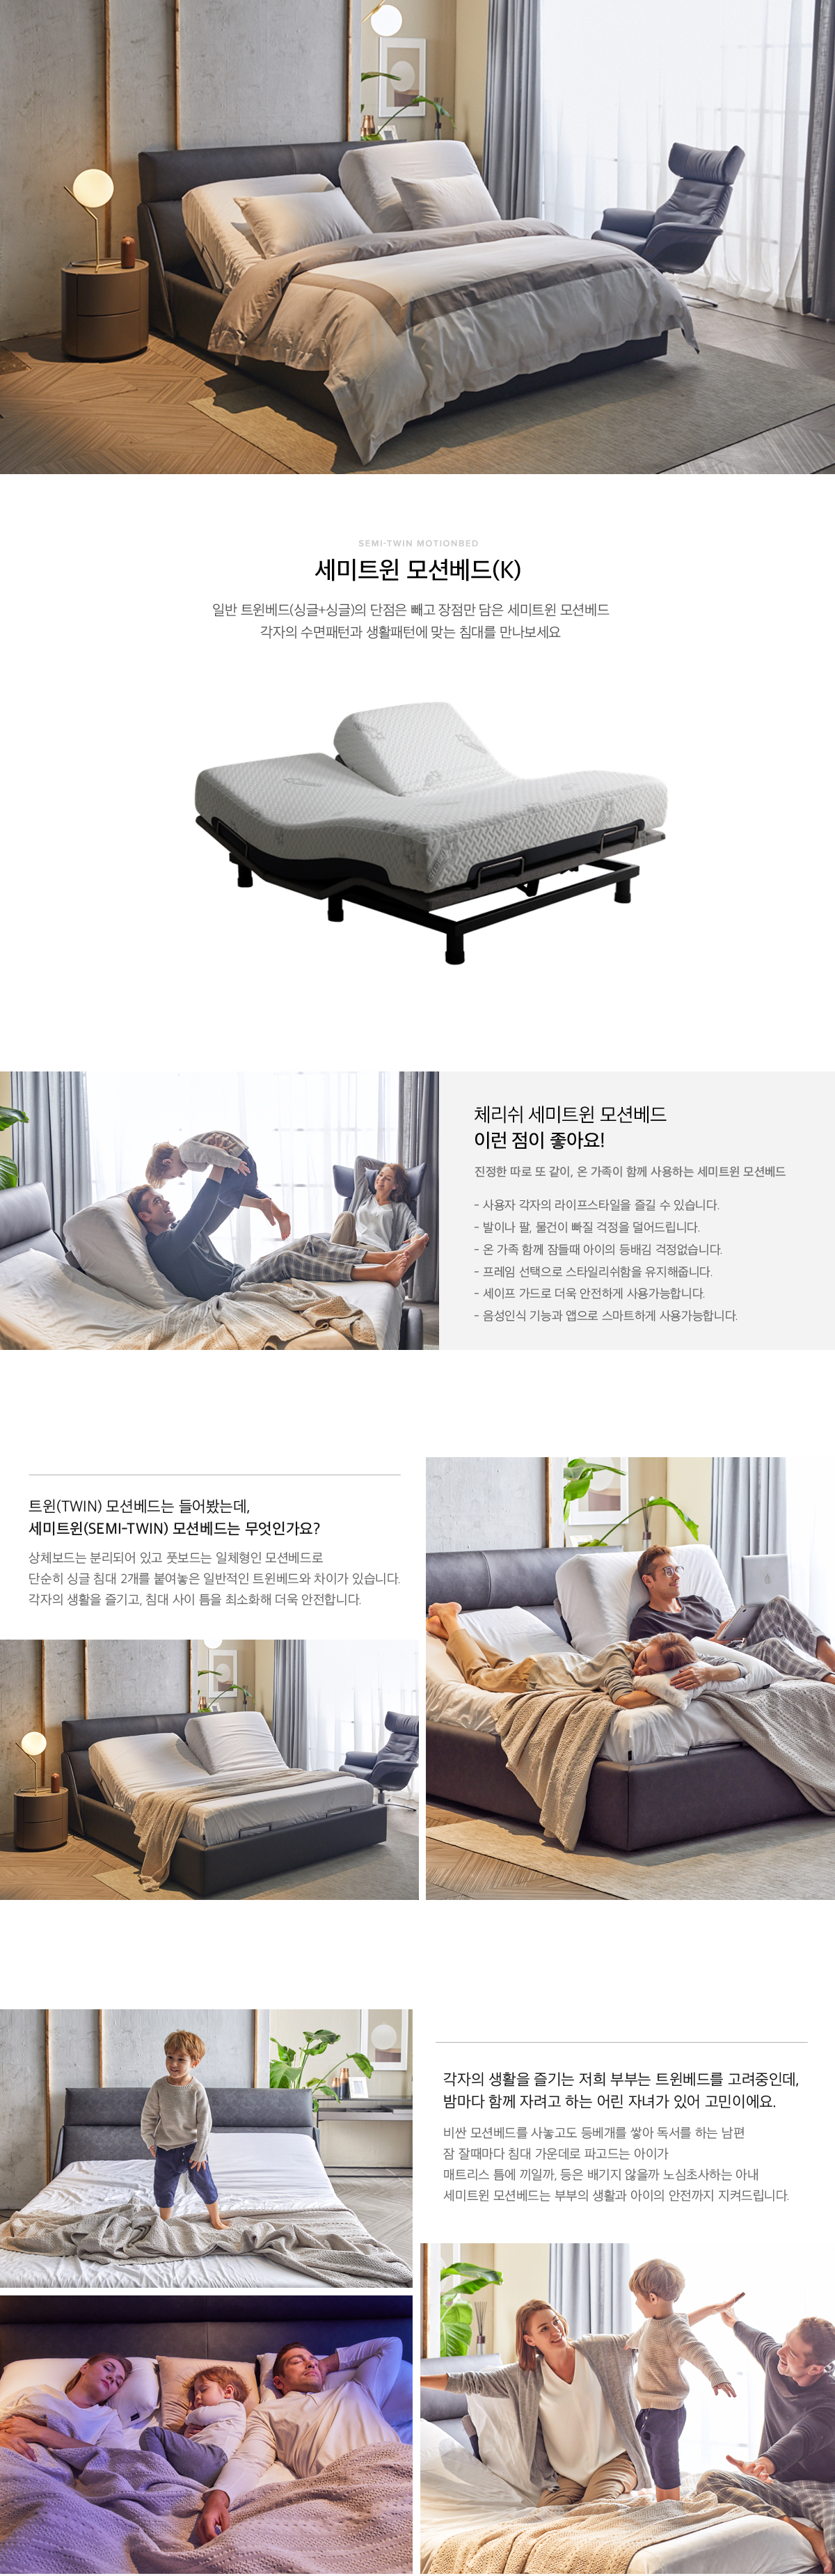 SEMI-TWIN MOTIONBED
세미트윈 모션베드(K)
일반 트윈베드(싱글+싱글)의 단점은 빼고 장점만 담은 세미트윈 모션베드
각자의 수면패턴과 생활패턴에 맞는 침대를 만나보세요
체리쉬 세미트윈 모션베드
이런 점이 좋아요!
진정한 따로 또 같이, 온 가족이 함께 사용하는 세미트윈 모션베드
- 사용자 각자의 라이프스타일을 즐길 수 있습니다.
- 발이나 팔, 물건이 빠질 걱정을 덜어드립니다.
- 온 가족 함께 잠들때 아이의 등배김 걱정없습니다.
- 프레임 선택으로 스타일리쉬함을 유지해줍니다.
- 세이프 가드로 더욱 안전하게 사용가능합니다.
- 음성인식 기능과 앱으로 스마트하게 사용가능합니다.
트윈(TWIN) 모션베드는 들어봤는데,
세미트윈(SEMI-TWIN) 모션베드는 무엇인가요?
상체보드는 분리되어 있고 풋보드는 일체형인 모션베드로
단순히 싱글 침대 2개를 붙여놓은 일반적인 트윈베드와 차이가 있습니다.
각자의 생활을 즐기고, 침대 사이 틈을 최소화해 더욱 안전합니다.
각자의 생활을 즐기는 저희 부부는 트윈베드를 고려중인데,
밤마다 함께 자려고 하는 어린 자녀가 있어 고민이에요.
비싼 모션베드를 사놓고도 등베개를 쌓아 독서를 하는 남편
잠 잘때마다 침대 가운데로 파고드는 아이가
매트리스 틈에 끼일까, 등은 배기지 않을까 노심초사하는 아내
세미트윈 모션베드는 부부의 생활과 아이의 안전까지 지켜드립니다.